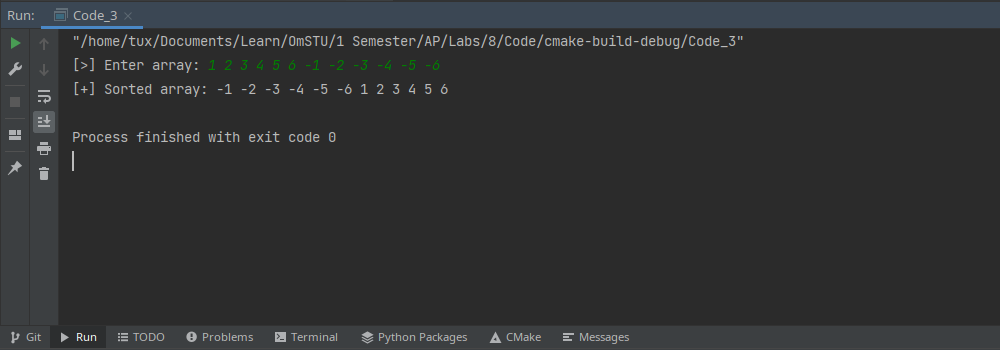 Run: Code_3
"/home/tux/Documents/Learn/OmSTU/1 Semester/AP/Labs/8/Code/cmake-build-debug/Code_3"
[>] Enter array: 1 2 3 4 5 6 -1 -2 -3 -4 -5 -6
[+] Sorted array: -1 -2 -3 -4 -5 -6 1 2 3 4 5 6
Process finished with exit code 0
Git Run TODO Problems Terminal Python Packages CMake Messages